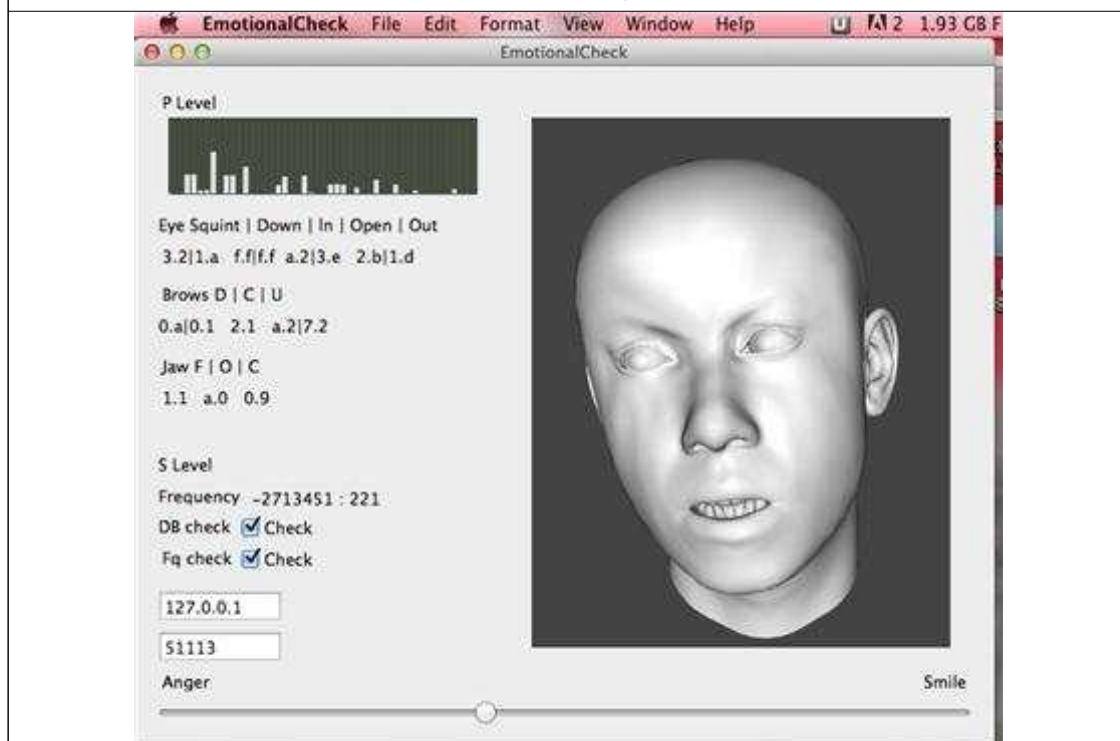 EmotionalCheck File Edit Format View Window Help 2 1.93 GB F
EmotionalCheck
P Level
Eye Squint | Down | In | Open | Out
3.2|1.a f.f|f.f a.2|3.e 2.b|1.d
Brows D | C | U
0.a|0.1 2.1 a.2|7.2
Jaw F | O | C
1.1 a.0 0.9
S Level
Frequency -2713451 : 221
DB check Check
Fq check Check
127.0.0.1
51113
Anger Smile